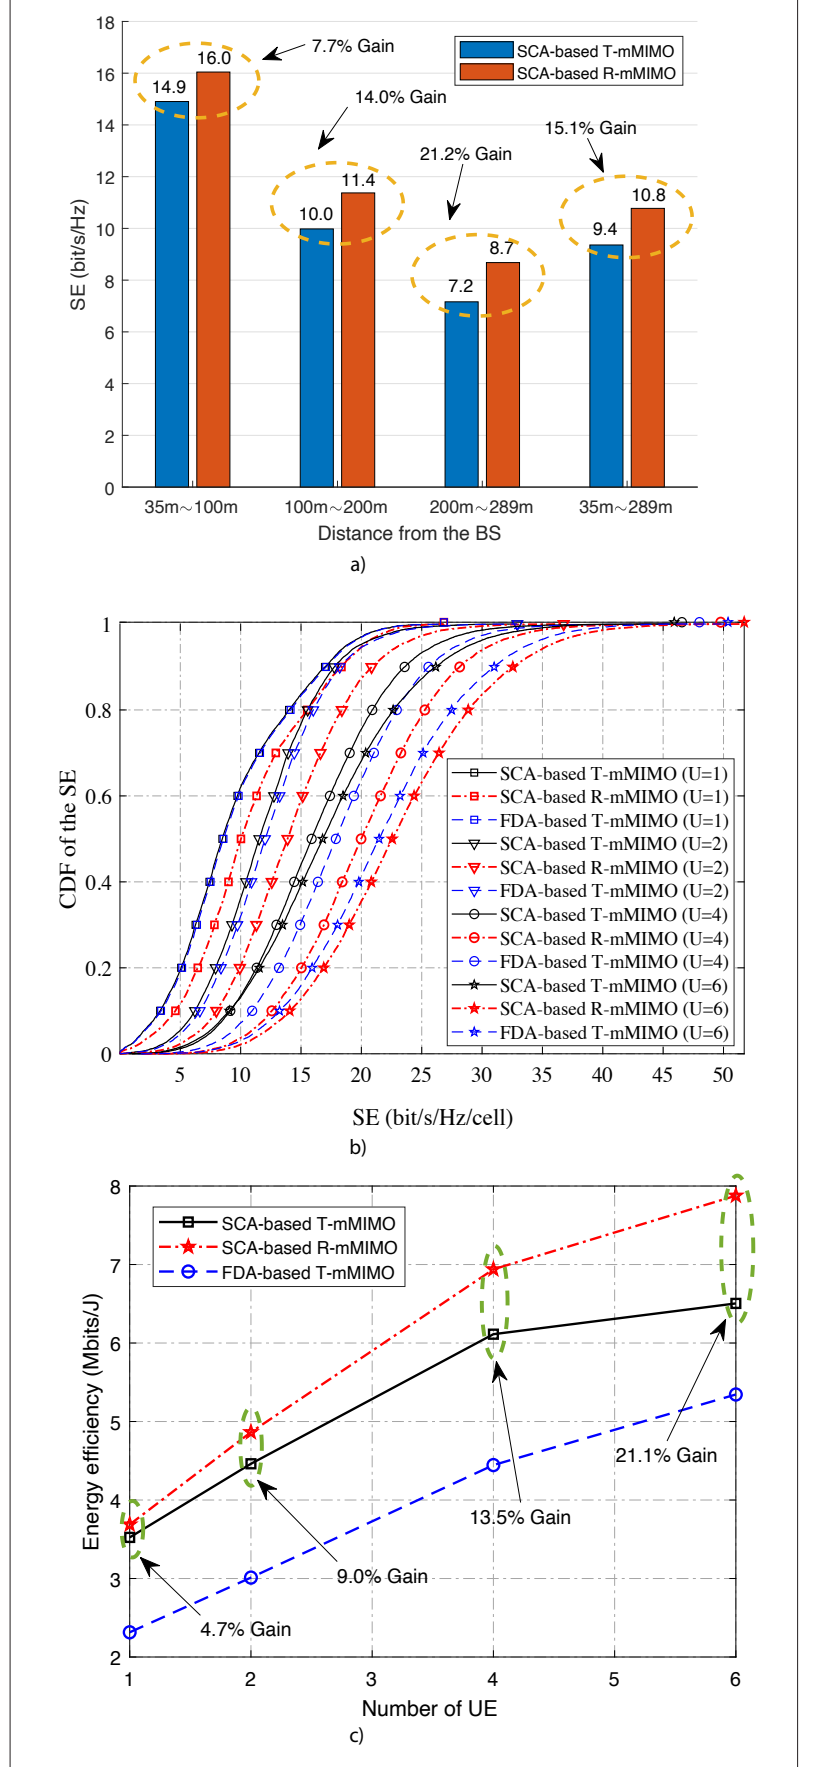 18
16
14
12
10
8
6
4
2
0
SE (bit/s/Hz)
SCA-based T-mMIMO
SCA-based R-mMIMO
7.7% Gain
14.0% Gain
21.2% Gain
15.1% Gain
14.9
16.0
10.0
11.4
7.2
8.7
9.4
10.8
35m~100m
100m~200m
200m~289m
35m~289m
Distance from the BS
a)
1
0.8
0.6
0.4
0.2
0
CDF of the SE
SCA-based T-mMIMO (U=1)
SCA-based R-mMIMO (U=1)
FDA-based T-mMIMO (U=1)
SCA-based T-mMIMO (U=2)
SCA-based R-mMIMO (U=2)
FDA-based T-mMIMO (U=2)
SCA-based T-mMIMO (U=4)
SCA-based R-mMIMO (U=4)
FDA-based T-mMIMO (U=4)
SCA-based T-mMIMO (U=6)
SCA-based R-mMIMO (U=6)
FDA-based T-mMIMO (U=6)
5 10 15 20 25 30 35 40 45 50
SE (bit/s/Hz/cell)
b)
8
7
6
5
4
3
2
Energy efficiency (Mbits/J)
SCA-based T-mMIMO
SCA-based R-mMIMO
FDA-based T-mMIMO
21.1% Gain
13.5% Gain
9.0% Gain
4.7% Gain
1 2 3 4 5 6
Number of UE
c)